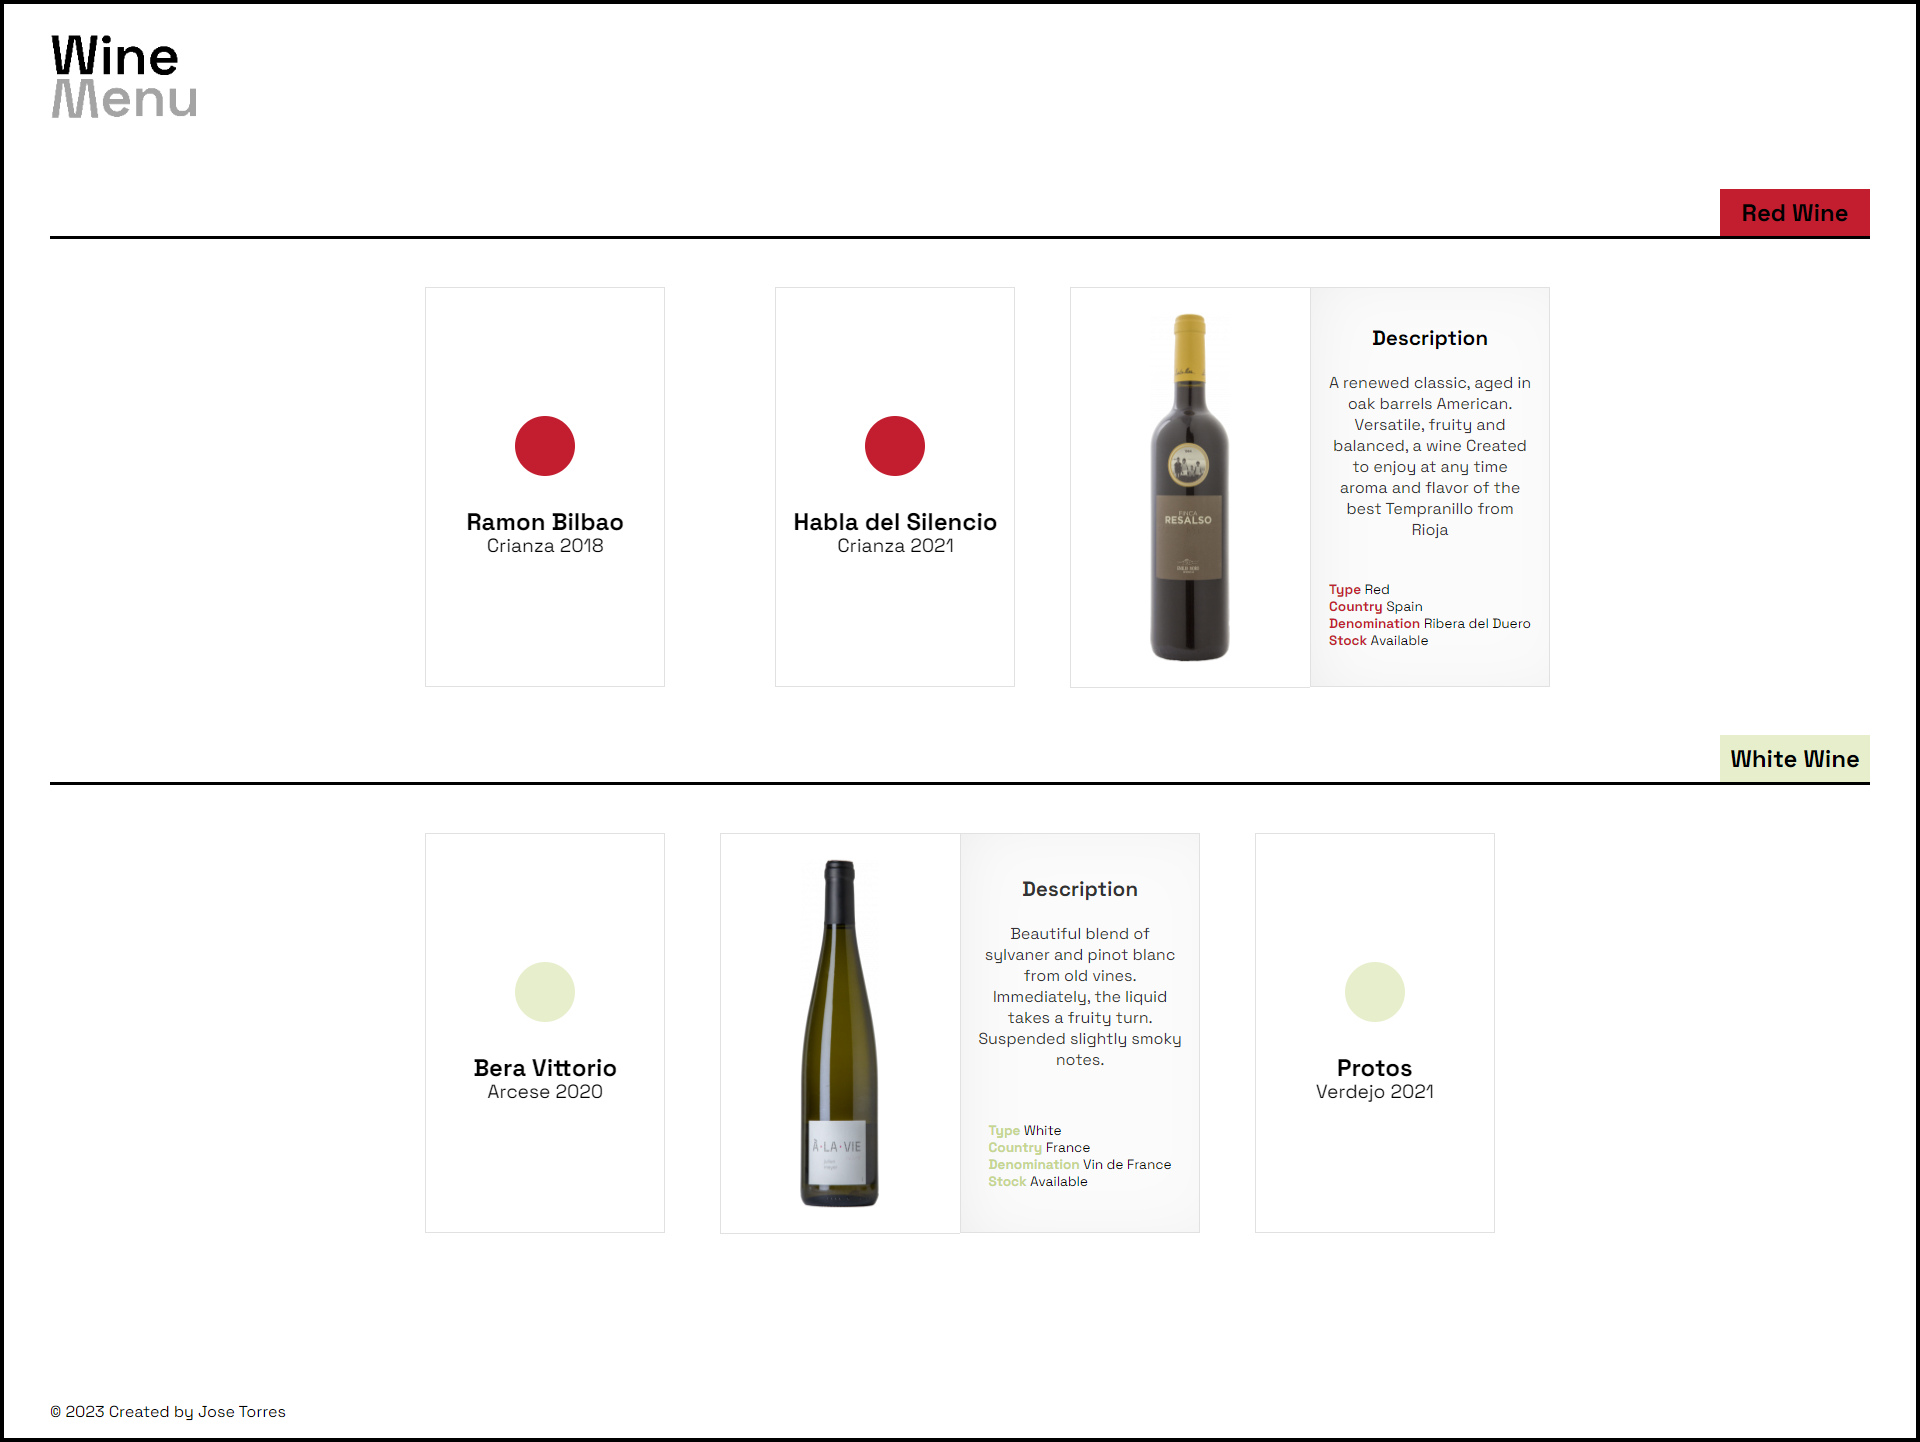 Wine
Menu
Red Wine
Ramon Bilbao
Crianza 2018
Habla del Silencio
Crianza 2021
FINCA
RESALSO
Description
A renewed classic, aged in
oak barrels American.
Versatile, fruity and
balanced, a wine Created
to enjoy at any time
aroma and flavor of the
best Tempranillo from
Rioja
Type Red
Country Spain
Denomination Ribera del Duero
Stock Available
White Wine
Bera Vittorio
Arcese 2020
A·LA·VIE
Description
Beautiful blend of
sylvaner and pinot blanc
from old vines.
Immediately, the liquid
takes a fruity turn.
Suspended slightly smoky
notes.
Type White
Country France
Denomination Vin de France
Stock Available
Protos
Verdejo 2021
© 2023 Created by Jose Torres